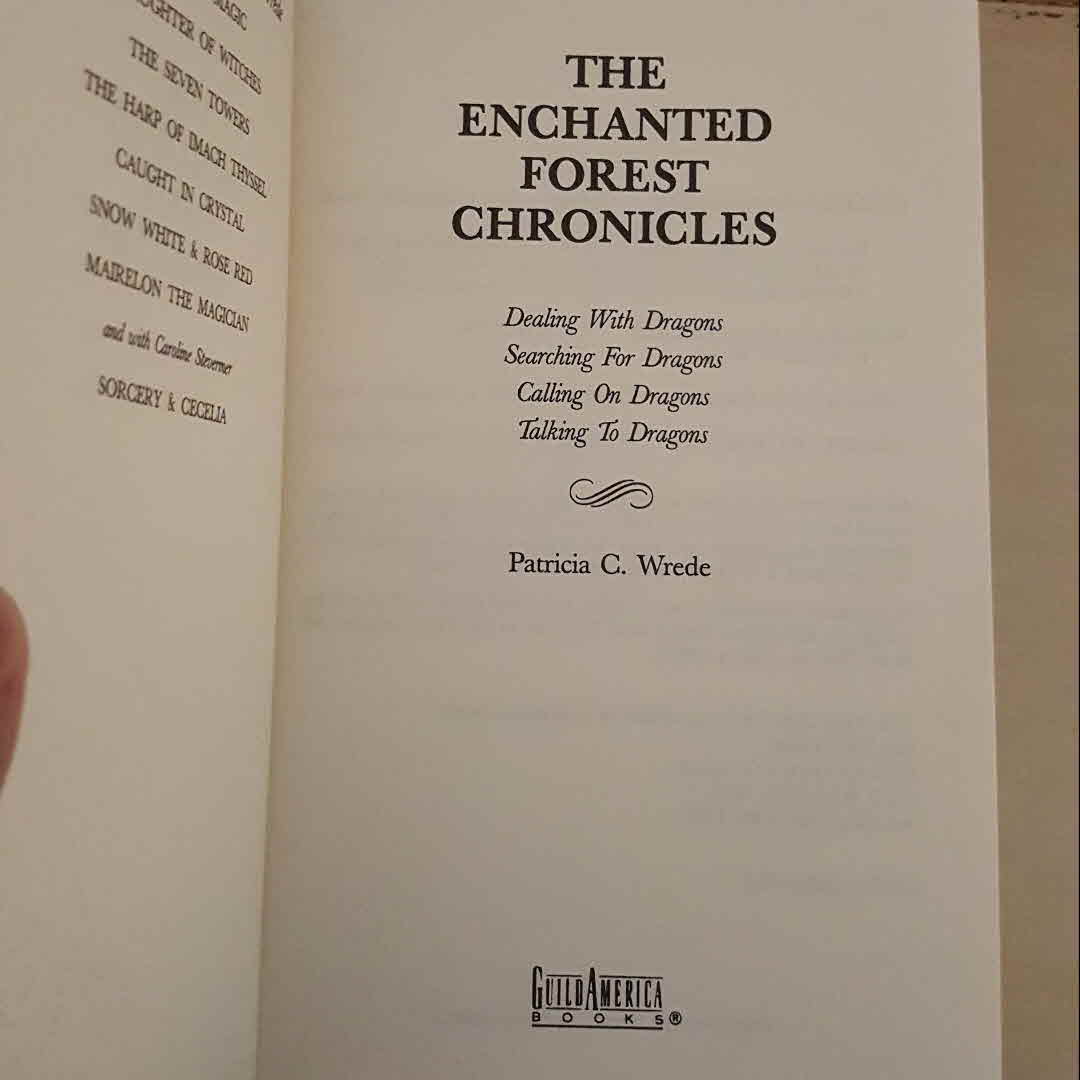 MAGIC
OF WITCHES
THE SEVEN TOWERS
THE HARP OF IMACH THYSSEL
CAUGHT IN CRYSTAL
SNOW WHITE & ROSE RED
MAIRELON THE MAGICIAN
and with Caroline Stevermer
SORCERY & CECELIA
THE
ENCHANTED
FOREST
CHRONICLES
Dealing With Dragons
Searching For Dragons
Calling On Dragons
Talking To Dragons
Patricia C. Wrede
GUILDAMERICA
BOOKS®